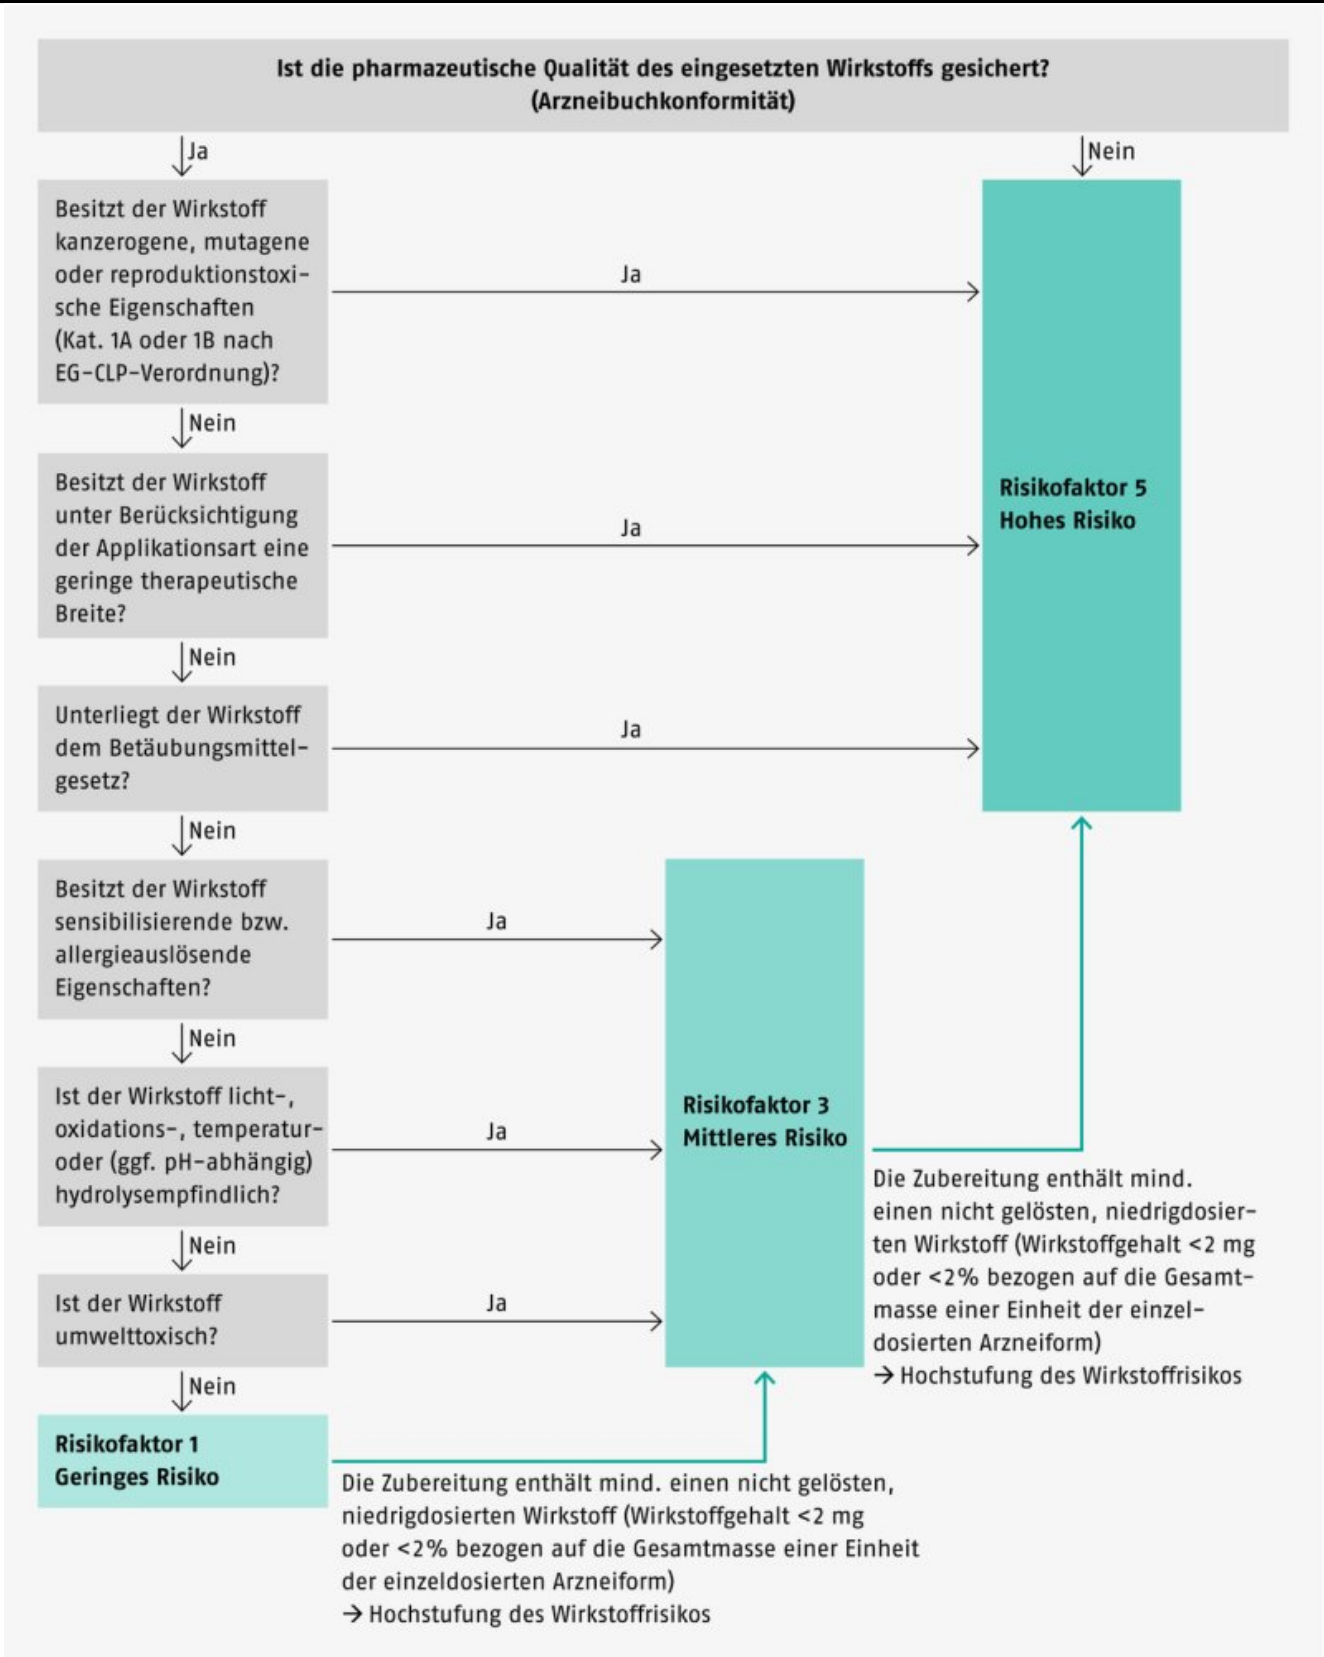 Ist die pharmazeutische Qualität des eingesetzten Wirkstoffs gesichert?
(Arzneibuchkonformität)
Ja
Nein
Besitzt der Wirkstoff
kanzerogene, mutagene
oder reproduktionstoxi-
sche Eigenschaften
(Kat. 1A oder 1B nach
EG-CLP-Verordnung)?
Ja
Nein
Besitzt der Wirkstoff
unter Berücksichtigung
der Applikationsart eine
geringe therapeutische
Breite?
Ja
Risikofaktor 5
Hohes Risiko
Nein
Unterliegt der Wirkstoff
dem Betäubungsmittel-
gesetz?
Ja
Nein
Besitzt der Wirkstoff
sensibilisierende bzw.
allergieauslösende
Eigenschaften?
Ja
Nein
Ist der Wirkstoff licht-,
oxidations-, temperatur-
oder (ggf. pH-abhängig)
hydrolysempfindlich?
Ja
Risikofaktor 3
Mittleres Risiko
Die Zubereitung enthält mind.
einen nicht gelösten, niedrigdosier-
ten Wirkstoff (Wirkstoffgehalt <2 mg
oder <2% bezogen auf die Gesamt-
masse einer Einheit der einzel-
dosierten Arzneiform)
→ Hochstufung des Wirkstoffrisikos
Nein
Ist der Wirkstoff
umwelttoxisch?
Ja
Nein
Risikofaktor 1
Geringes Risiko
Die Zubereitung enthält mind. einen nicht gelösten,
niedrigdosierten Wirkstoff (Wirkstoffgehalt <2 mg
oder <2% bezogen auf die Gesamtmasse einer Einheit
der einzeldosierten Arzneiform)
→ Hochstufung des Wirkstoffrisikos